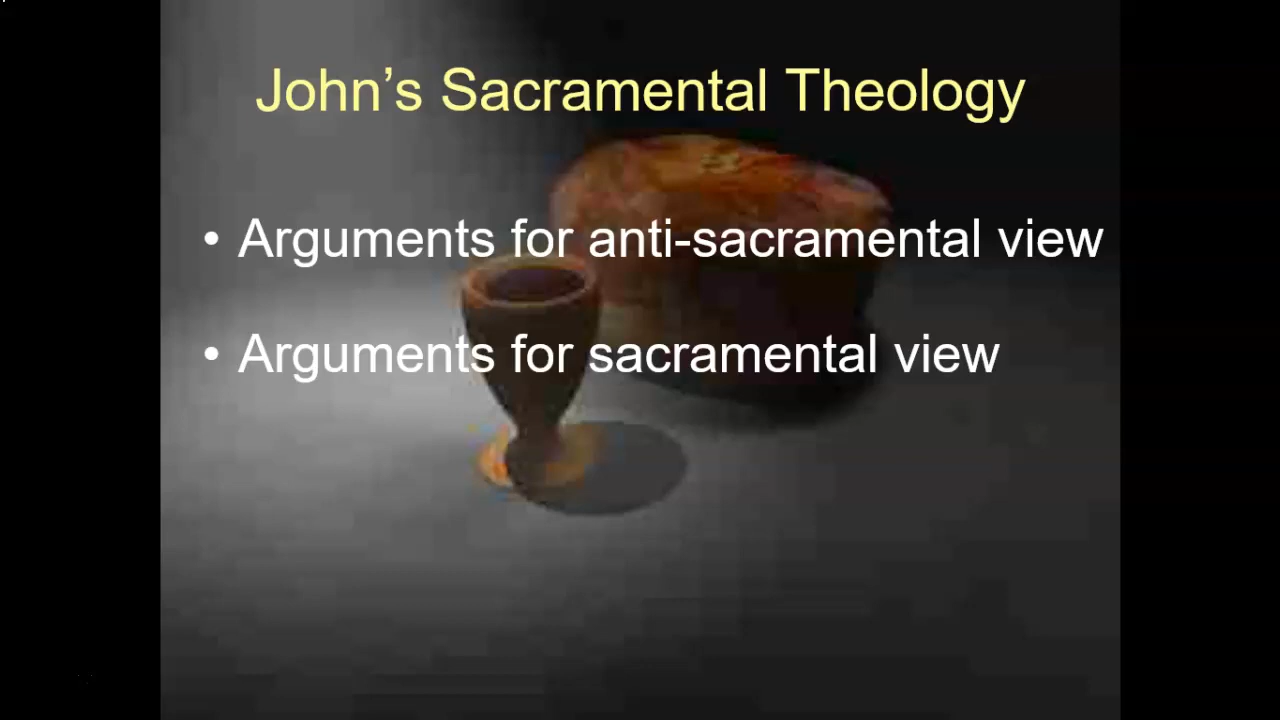 John’s Sacramental Theology
• Arguments for anti-sacramental view
• Arguments for sacramental view